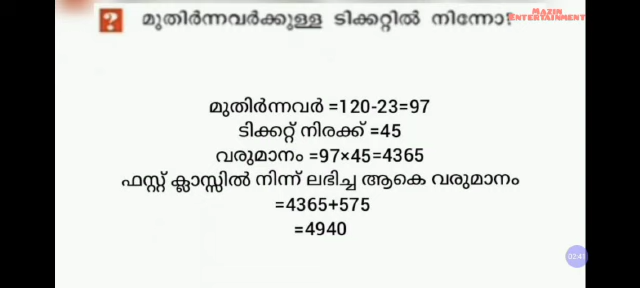 ? മുതിർന്നവർക്കുള്ള ടിക്കറ്റിൽ നിന്നോ?
MAZIN
ENTERTAINMENT
മുതിർന്നവർ =120-23=97
ടിക്കറ്റ് നിരക്ക് =45
വരുമാനം =97×45=4365
ഫസ്റ്റ് ക്ലാസ്സിൽ നിന്ന് ലഭിച്ച ആകെ വരുമാനം
=4365+575
=4940
02:41